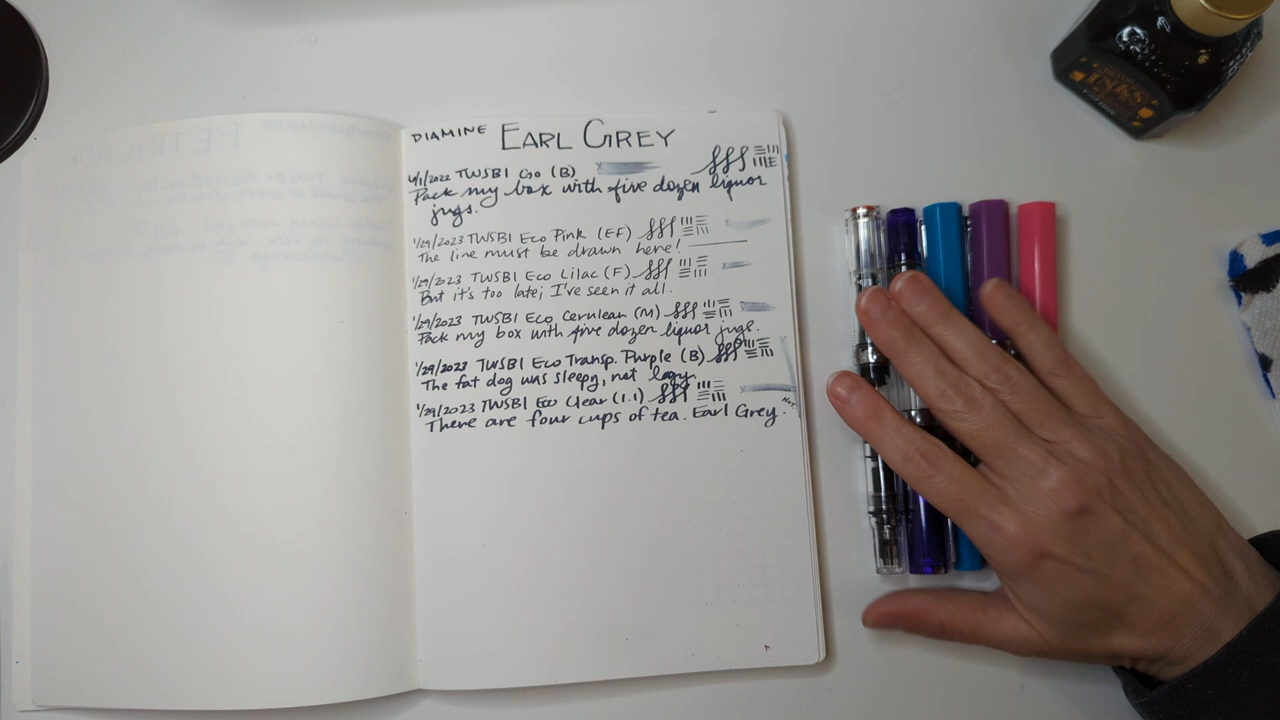 DIAMINE EARL GREY
4/1/2022 TWSBI Go (B)
Pack my box with five dozen liquor
jugs.
1/29/2023 TWSBI Eco Pink (EF)
The line must be drawn here!
1/29/2023 TWSBI Eco Lilac (F)
But it's too late; I've seen it all.
1/29/2023 TWSBI Eco Cerulean (M)
Pack my box with five dozen liquor jugs.
1/29/2023 TWSBI Eco Transp. Purple (B)
The fat dog was sleepy, not lazy.
1/29/2023 TWSBI Eco Clear (1.1)
HOT
There are four cups of tea. Earl Grey.
INKS